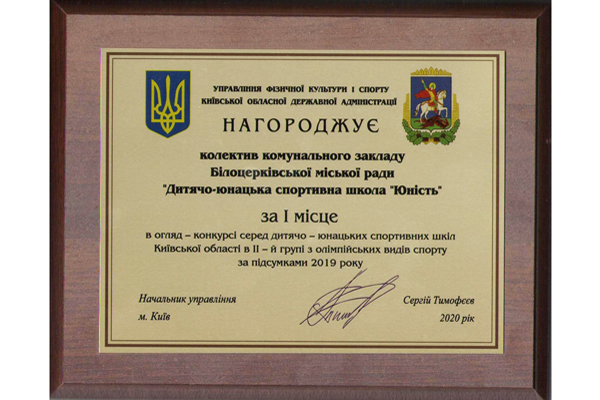 УПРАВЛІННЯ ФІЗИЧНОЇ КУЛЬТУРИ І СПОРТУ
КИЇВСЬКОЇ ОБЛАСНОЇ ДЕРЖАВНОЇ АДМІНІСТРАЦІЇ
НАГОРОДЖУЄ
колектив комунального закладу
Білоцерківської міської ради
"Дитячо-юнацька спортивна школа "Юність"
за І місце
в огляд – конкурсі серед дитячо – юнацьких спортивних шкіл
Київської області в ІІ – й групі з олімпійських видів спорту
за підсумками 2019 року
Начальник управління
Сергій Тимофєєв
м. Київ
2020 рік